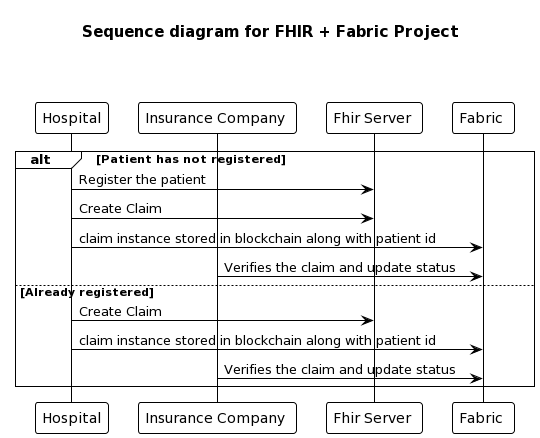 Sequence diagram for FHIR + Fabric Project
Hospital
Insurance Company
Fhir Server
Fabric
alt
[Patient has not registered]
Register the patient
Create Claim
claim instance stored in blockchain along with patient id
Verifies the claim and update status
[Already registered]
Create Claim
claim instance stored in blockchain along with patient id
Verifies the claim and update status
Hospital
Insurance Company
Fhir Server
Fabric